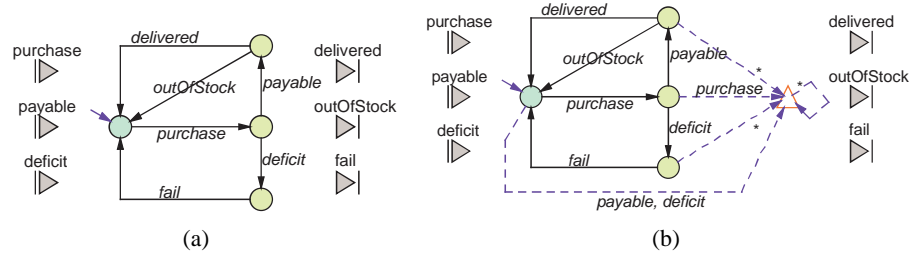 purchase
payable
deficit
delivered
outOfStock
payable
purchase
deficit
fail
delivered
outOfStock
fail
(a)
purchase
payable
deficit
delivered
outOfStock
payable
purchase
purchase
deficit
fail
payable, deficit
*
*
*
delivered
outOfStock
fail
(b)